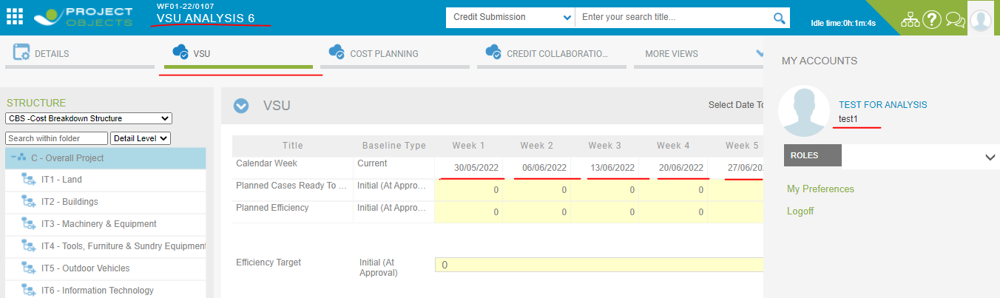 PROJECT
OBJECTS
WF01-22/0107
VSU ANALYSIS 6
Credit Submission
Enter your search title...
Idle time:0h:1m:4s
DETAILS
VSU
COST PLANNING
CREDIT COLLABORATIO...
MORE VIEWS
MY ACCOUNTS
TEST FOR ANALYSIS
test1
ROLES
My Preferences
Logoff
STRUCTURE
CBS -Cost Breakdown Structure
Search within folder
Detail Level
C - Overall Project
IT1 - Land
IT2 - Buildings
IT3 - Machinery & Equipment
IT4 - Tools, Furniture & Sundry Equipment
IT5 - Outdoor Vehicles
IT6 - Information Technology
VSU
Select Date To
Title Baseline Type Week 1 Week 2 Week 3 Week 4 Week 5
Calendar Week Current 30/05/2022 06/06/2022 13/06/2022 20/06/2022 27/06/20
Planned Cases Ready To ... Initial (At Appro... 0 0 0 0
Planned Efficiency Initial (At Appro... 0 0 0 0
Efficiency Target Initial (At
Approval) 0